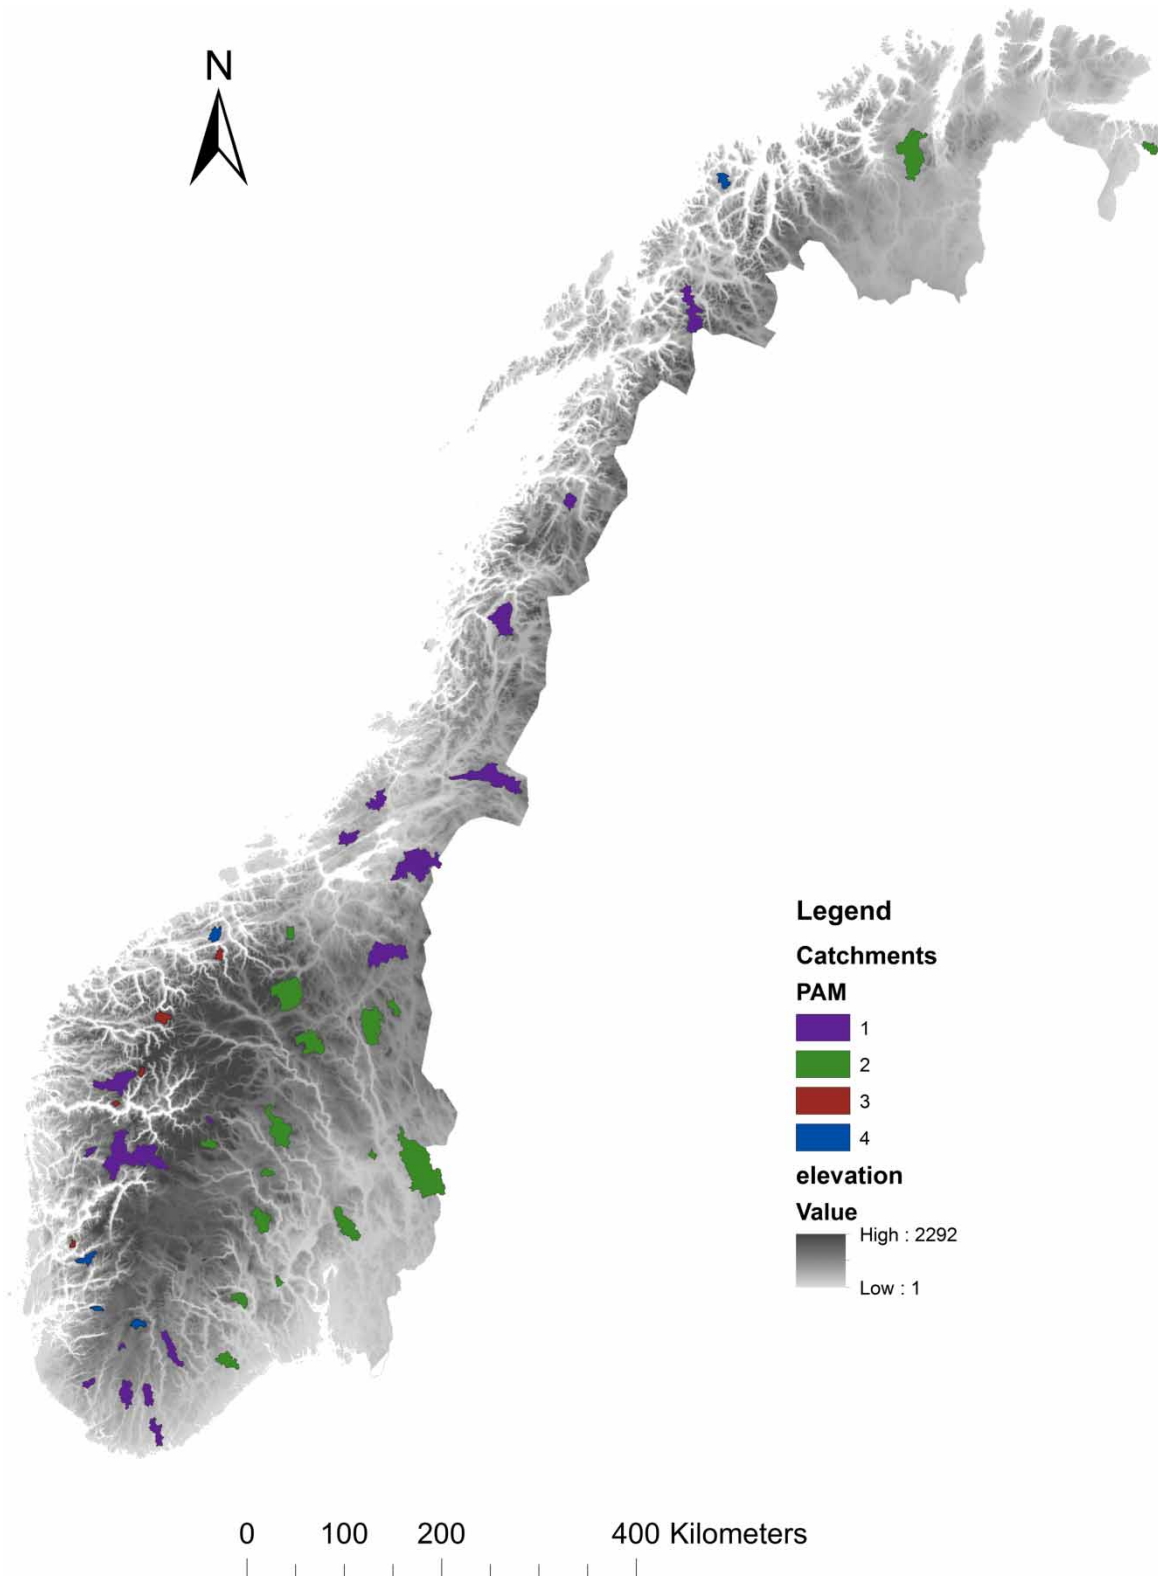 N
Legend
Catchments
PAM
1
2
3
4
elevation
Value
High : 2292
Low : 1
0 100 200 400 Kilometers